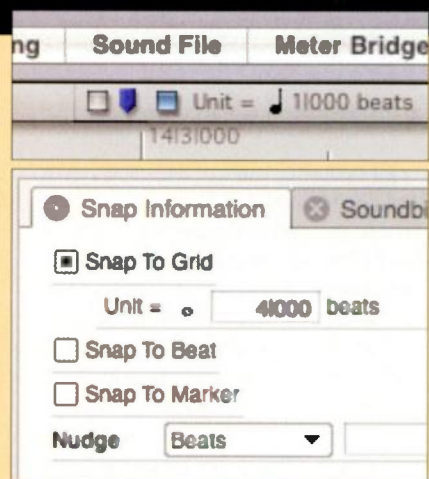 ng Sound File Meter Bridge
Unit = 1|000 beats
14|3|000
Snap Information Soundbi
Snap To Grid
Unit = 4|000 beats
Snap To Beat
Snap To Marker
Nudge Beats